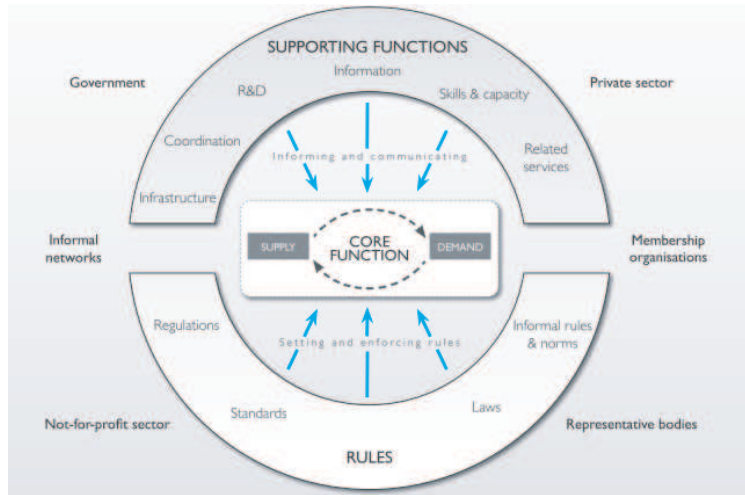 SUPPORTING FUNCTIONS
Information
Government
R&D
Skills & capacity
Private sector
Coordination
Informing and communicating
Related
services
Infrastructure
Informal
networks
SUPPLY
CORE
FUNCTION
DEMAND
Membership
organisations
Regulations
Setting and enforcing rules
Informal rules
& norms
Not-for-profit sector
Standards
Laws
Representative bodies
RULES